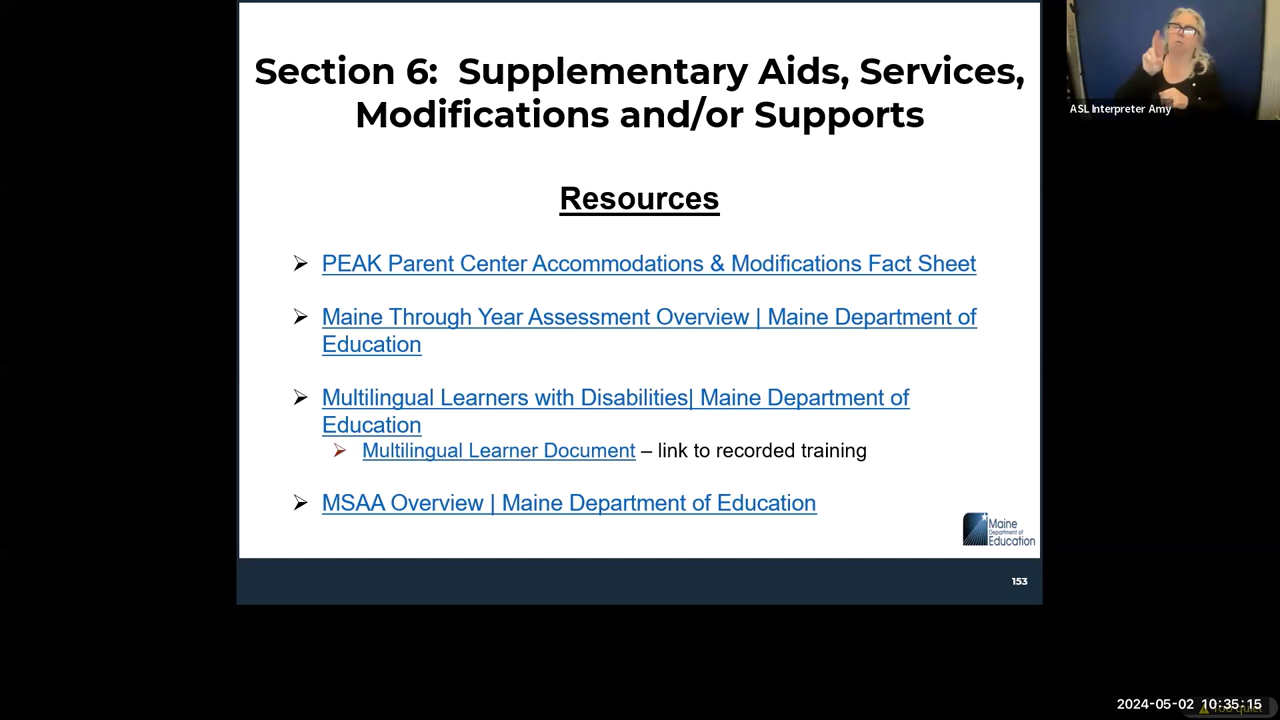 Section 6:  Supplementary Aids, Services,
Modifications and/or Supports
Resources
➢ PEAK Parent Center Accommodations & Modifications Fact Sheet
➢ Maine Through Year Assessment Overview | Maine Department of
Education
➢ Multilingual Learners with Disabilities| Maine Department of
Education
➢ Multilingual Learner Document – link to recorded training
➢ MSAA Overview | Maine Department of Education
Maine
Department of
Education
153
ASL Interpreter Amy
2024-05-02 10:35:15